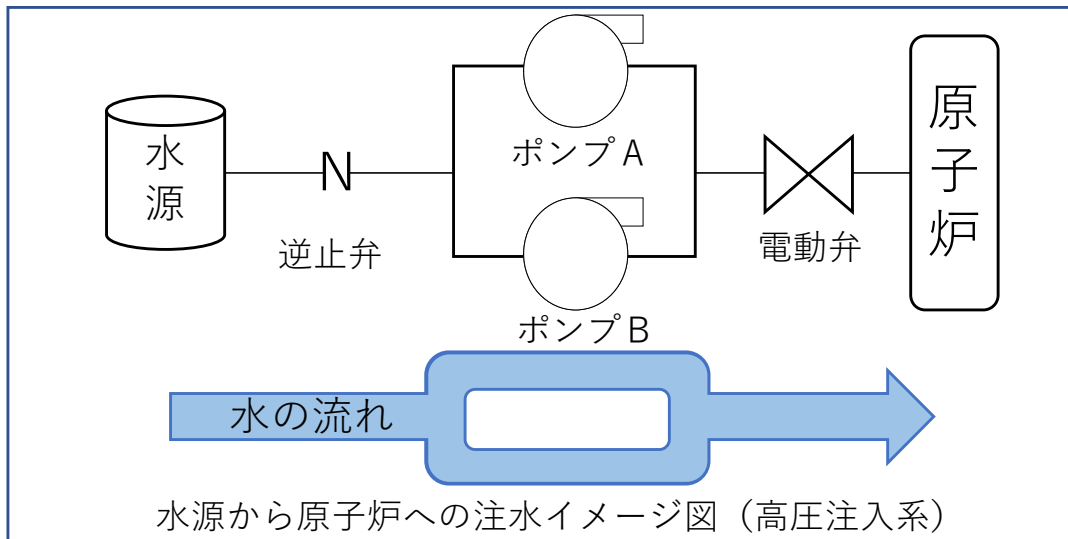 水源
N
逆止弁
ポンプA
ポンプB
電動弁
原子炉
水の流れ
水源から原子炉への注水イメージ図（高圧注入系）